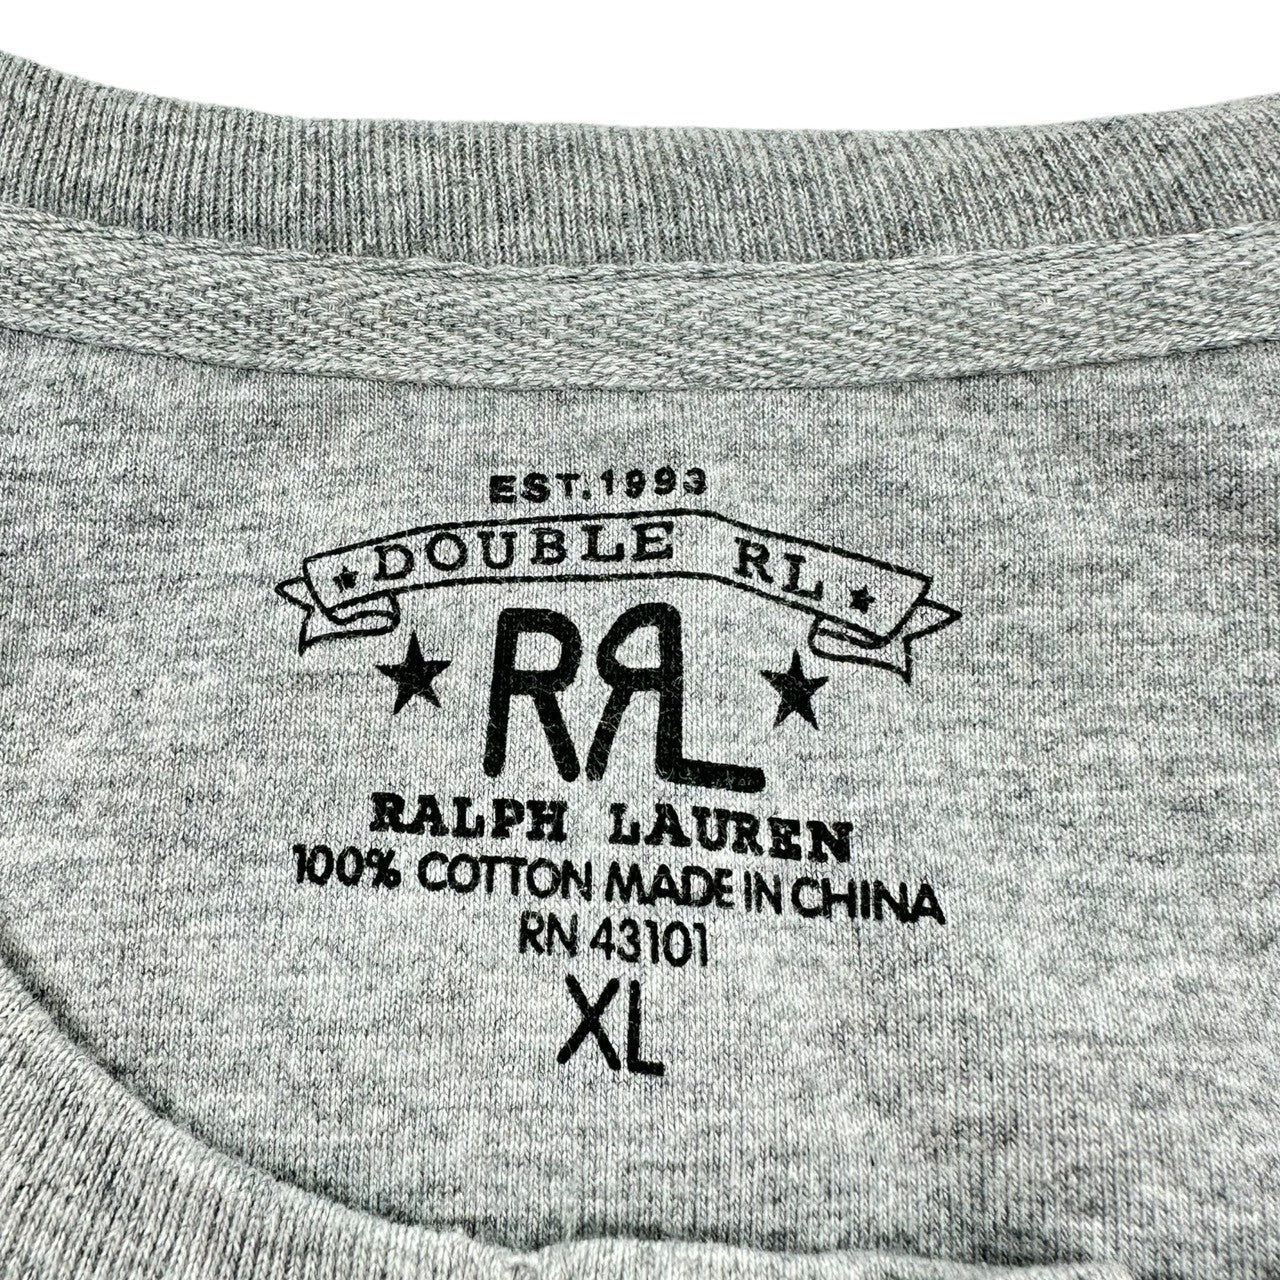 EST.1993
DOUBLE RL
RRL
RALPH LAUREN
100% COTTON MADE IN CHINA
RN 43101
XL